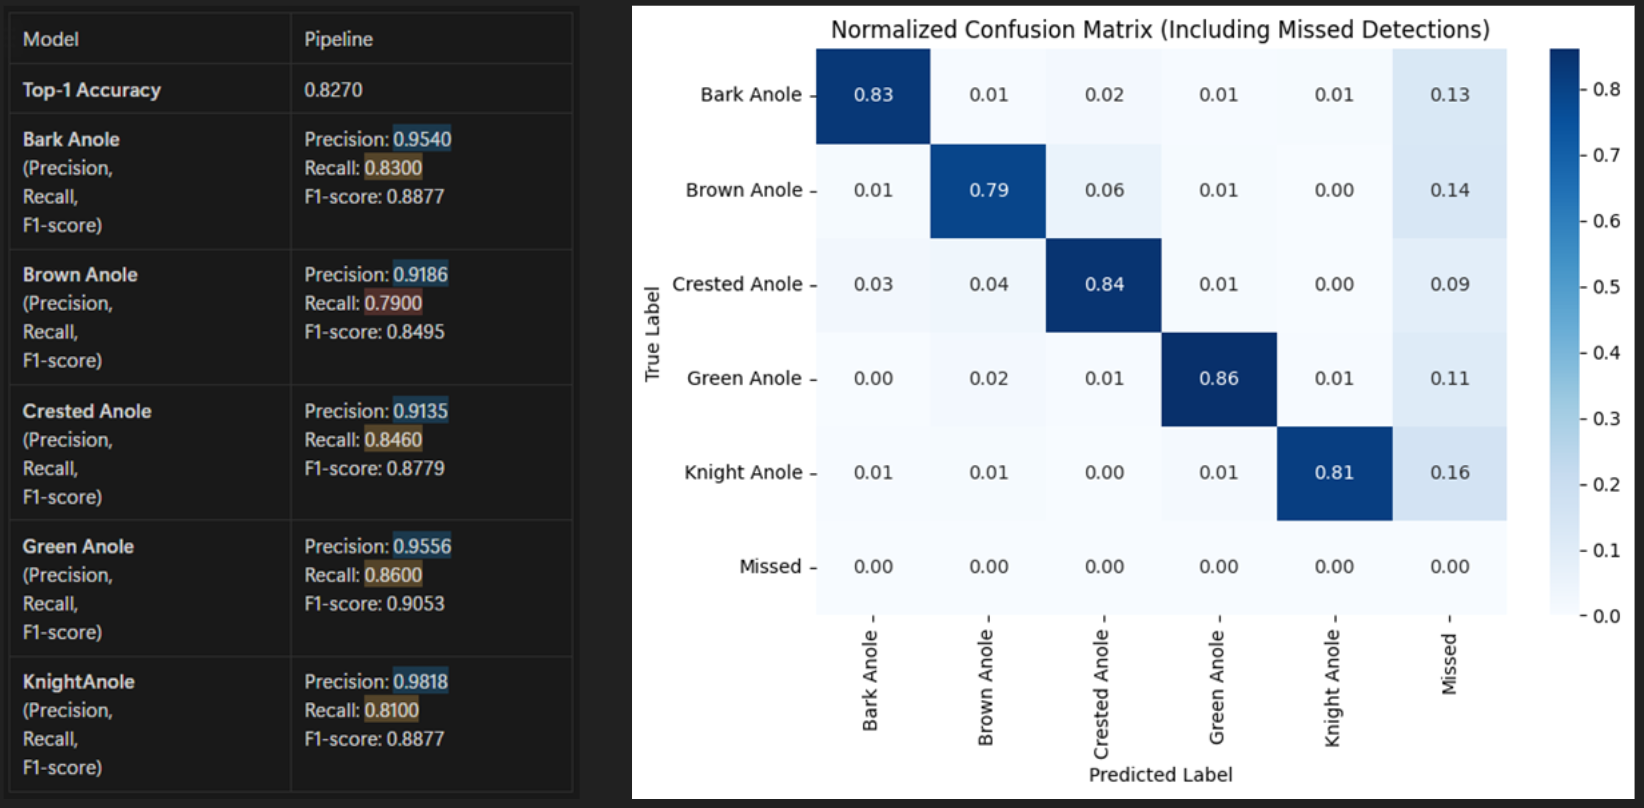 Model Pipeline
Top-1 Accuracy 0.8270
Bark Anole
(Precision,
Recall,
F1-score)
Precision: 0.9540
Recall: 0.8300
F1-score: 0.8877
Brown Anole
(Precision,
Recall,
F1-score)
Precision: 0.9186
Recall: 0.7900
F1-score: 0.8495
Crested Anole
(Precision,
Recall,
F1-score)
Precision: 0.9135
Recall: 0.8460
F1-score: 0.8779
Green Anole
(Precision,
Recall,
F1-score)
Precision: 0.9556
Recall: 0.8600
F1-score: 0.9053
KnightAnole
(Precision,
Recall,
F1-score)
Precision: 0.9818
Recall: 0.8100
F1-score: 0.8877
Normalized Confusion Matrix (Including Missed Detections)
True Label
Bark Anole 0.83 0.01 0.02 0.01 0.01 0.13
Brown Anole 0.01 0.79 0.06 0.01 0.00 0.14
Crested Anole 0.03 0.04 0.84 0.01 0.00 0.09
Green Anole 0.00 0.02 0.01 0.86 0.01 0.11
Knight Anole 0.01 0.01 0.00 0.01 0.81 0.16
Missed 0.00 0.00 0.00 0.00 0.00 0.00
Bark Anole
Brown Anole
Crested Anole
Green Anole
Knight Anole
Missed
Predicted Label
0.8
0.7
0.6
0.5
0.4
0.3
0.2
0.1
0.0